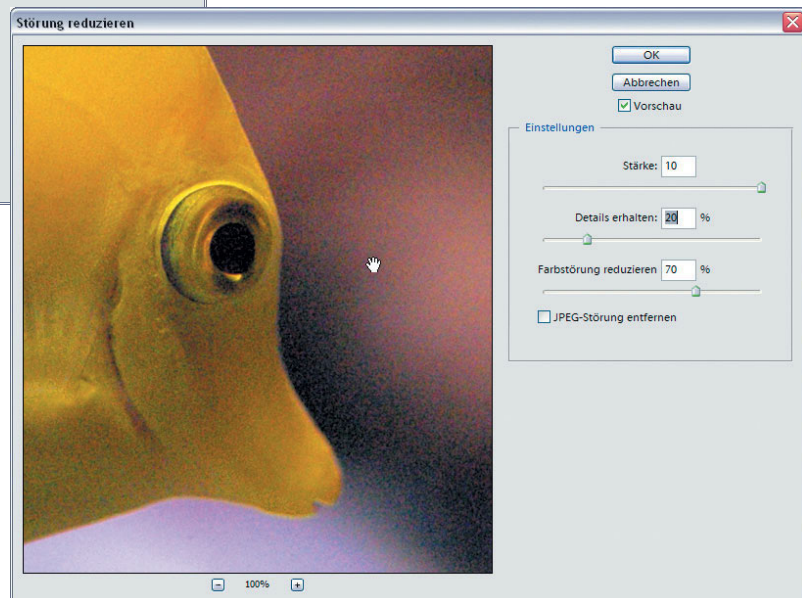 Störung reduzieren
OK
Abbrechen
Vorschau
Einstellungen
Stärke: 10
Details erhalten: 20 %
Farbstörung reduzieren 70 %
JPEG-Störung entfernen
100%